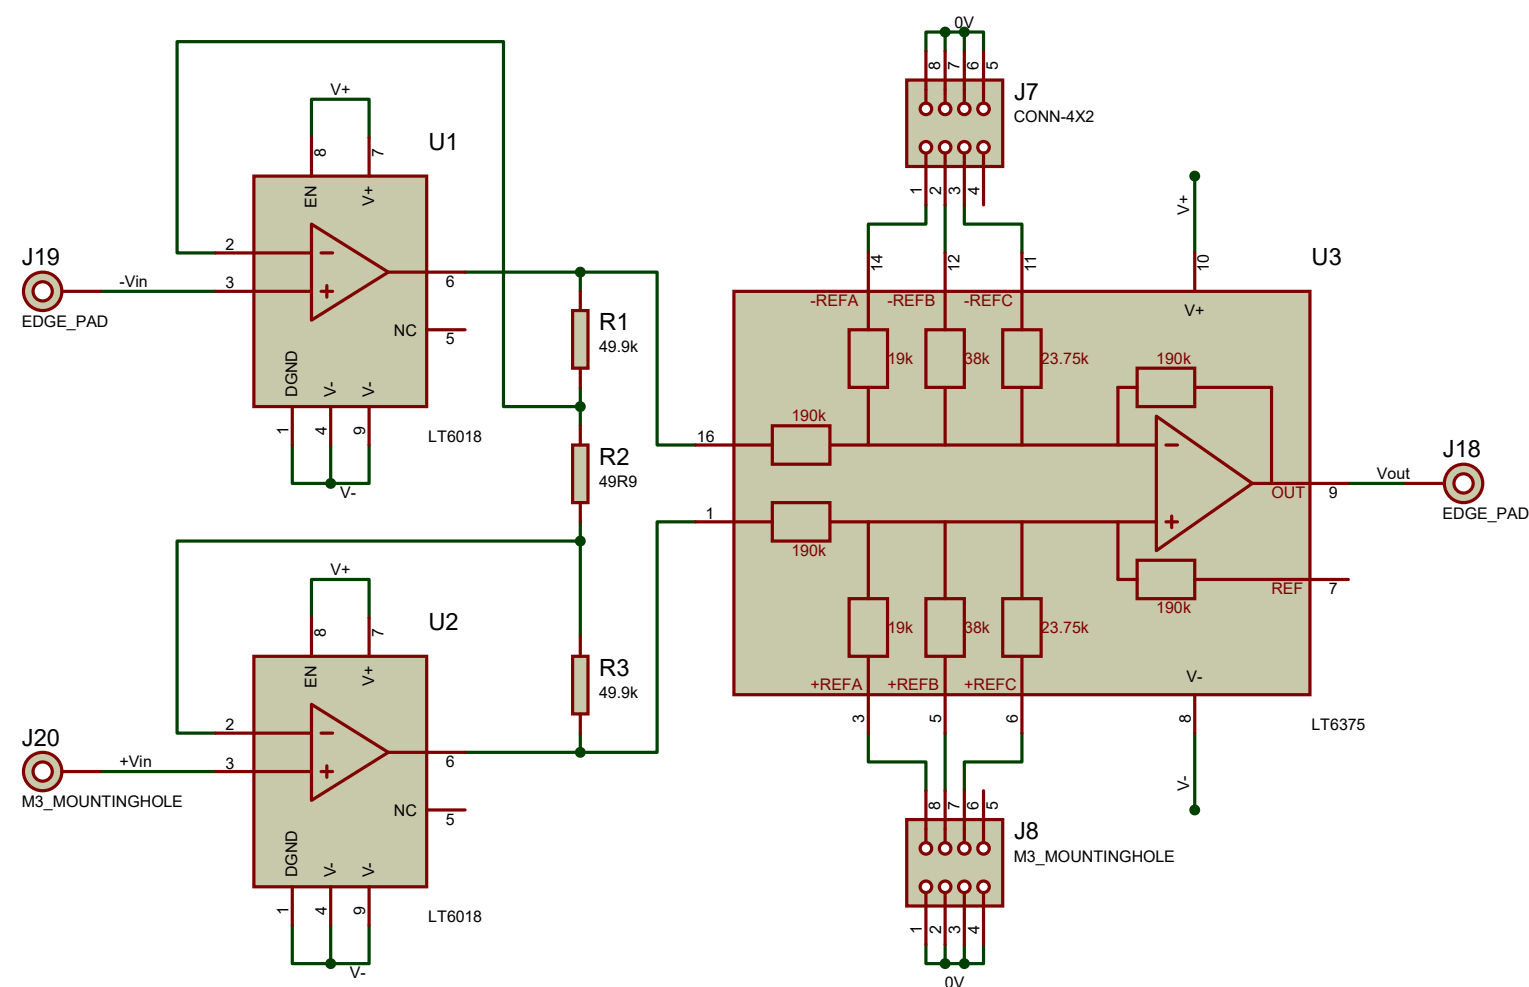 0V
8
7
6
5
J7
CONN-4X2
1
2
3
4
V+
8
7
U1
EN
V+
2
3
6
NC
5
DGND
V-
V-
1
4
9
V-
LT6018
J19
-Vin
EDGE_PAD
R1
49.9k
R2
49R9
R3
49.9k
V+
8
7
U2
EN
V+
2
3
6
NC
5
DGND
V-
V-
1
4
9
V-
LT6018
J20
+Vin
M3_MOUNTINGHOLE
14
12
11
V+
10
U3
-REFA
-REFB
-REFC
V+
19k
38k
23.75k
190k
190k
16
1
190k
OUT
9
Vout
J18
EDGE_PAD
REF
7
190k
19k
38k
23.75k
+REFA
+REFB
+REFC
V-
3
5
6
8
V-
LT6375
8
7
6
5
J8
M3_MOUNTINGHOLE
1
2
3
4
0V